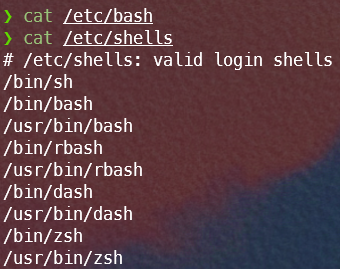 ❯ cat /etc/bash
❯ cat /etc/shells
# /etc/shells: valid login shells
/bin/sh
/bin/bash
/usr/bin/bash
/bin/rbash
/usr/bin/rbash
/bin/dash
/usr/bin/dash
/bin/zsh
/usr/bin/zsh